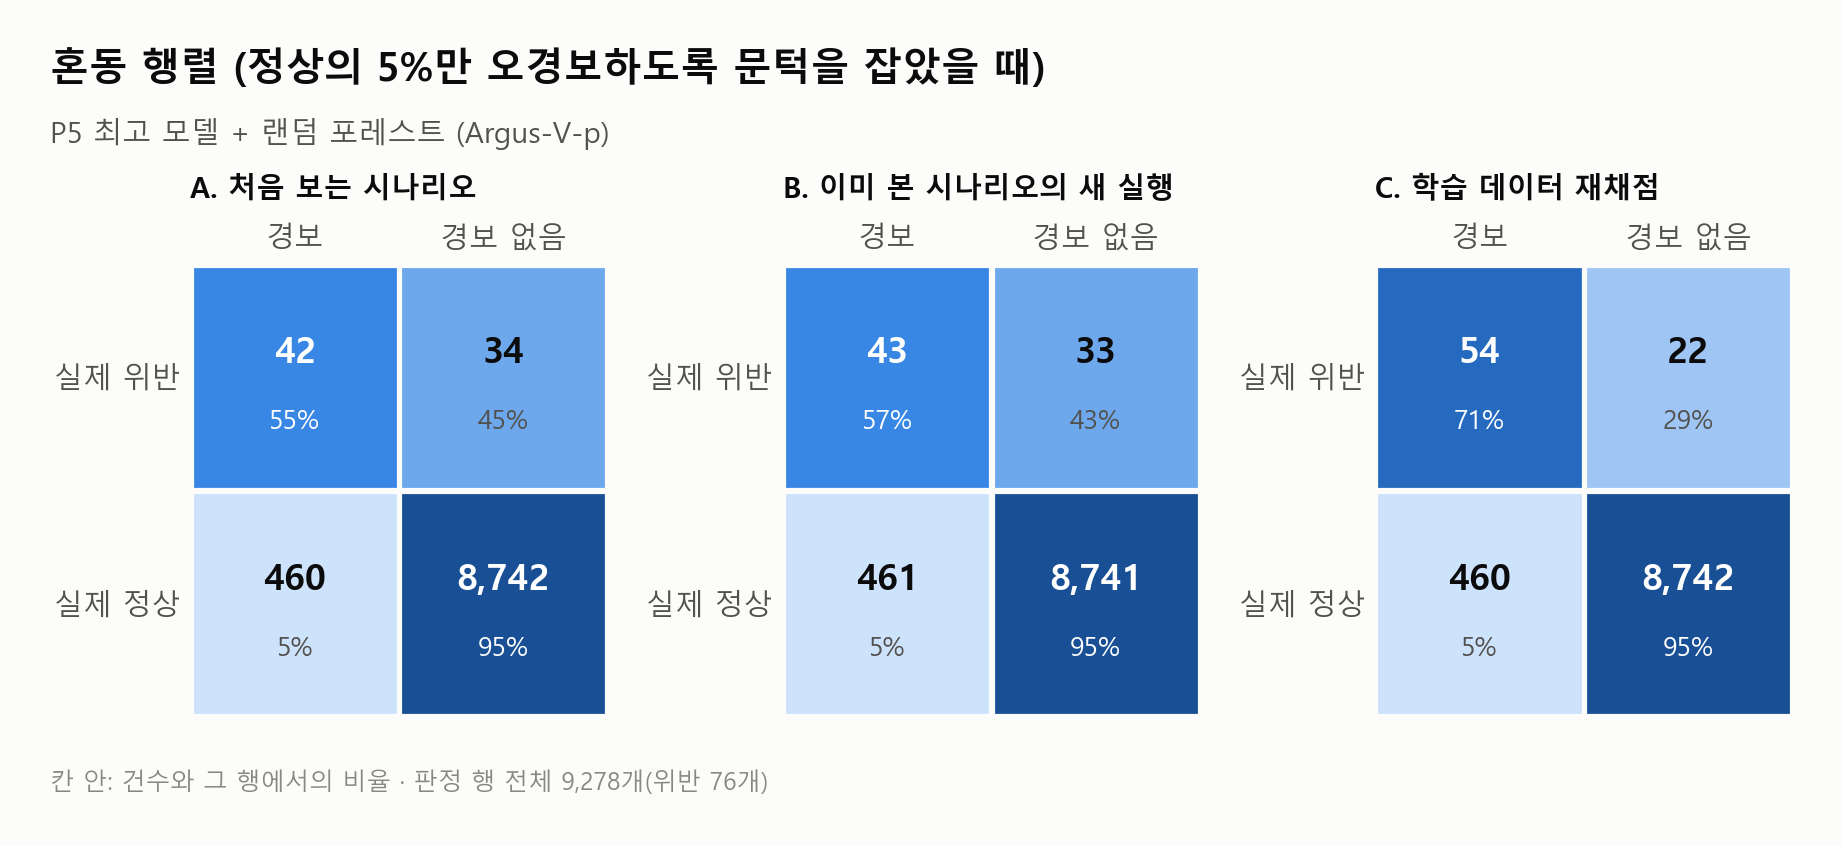 혼동 행렬 (정상의 5%만 오경보하도록 문턱을 잡았을 때)
P5 최고 모델 + 랜덤 포레스트 (Argus-V-p)
A. 처음 보는 시나리오
경보 경보 없음
실제 위반
42 34
55% 45%
실제 정상
460 8,742
5% 95%
B. 이미 본 시나리오의 새 실행
경보 경보 없음
실제 위반
43 33
57% 43%
실제 정상
461 8,741
5% 95%
C. 학습 데이터 재채점
경보 경보 없음
실제 위반
54 22
71% 29%
실제 정상
460 8,742
5% 95%
칸 안: 건수와 그 행에서의 비율 · 판정 행 전체 9,278개(위반 76개)